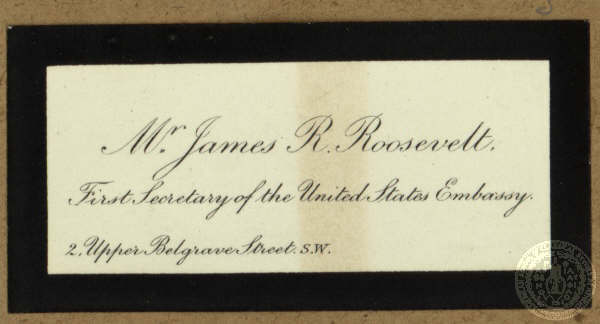 Mr. James R. Roosevelt.
First Secretary of the United States Embassy.
2, Upper Belgrave Street. S.W.